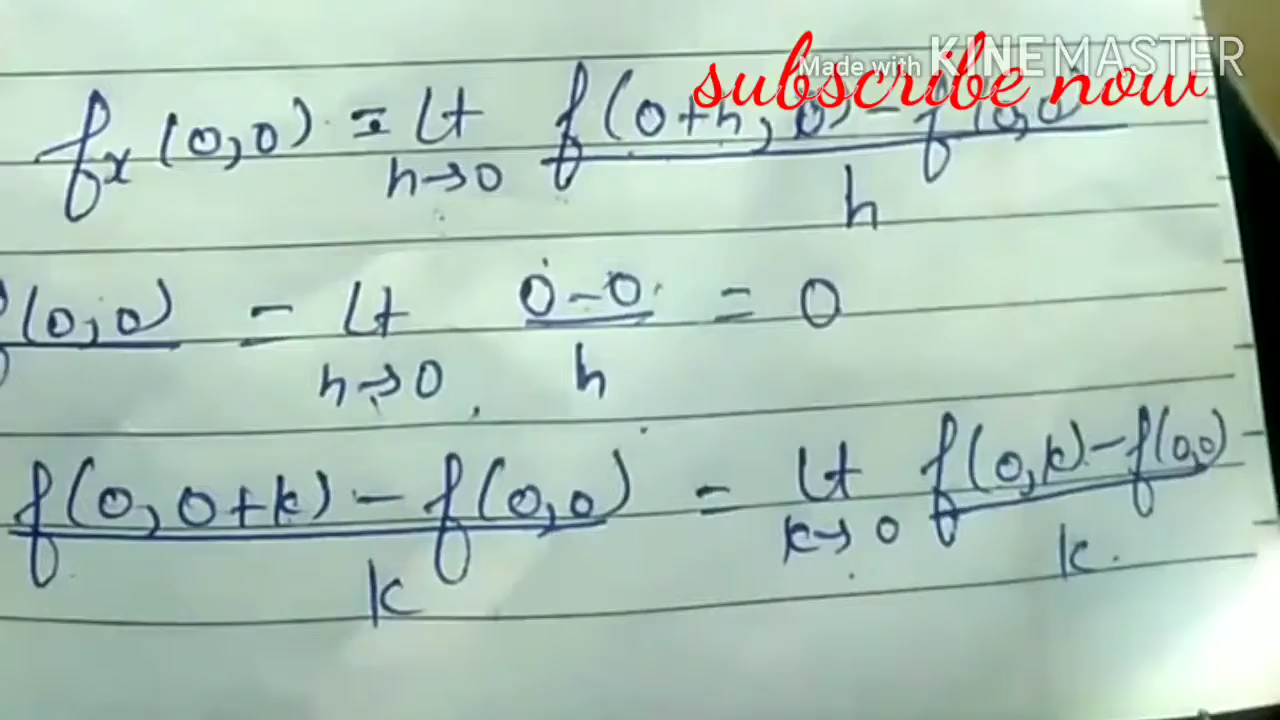 Made with KINEMASTER
subscribe now
fx (0,0) = Lt h→0 f(0+h, 0) - f(0,0) / h
(0,0) - Lt h→0 0-0 / h = 0
f(0, 0+k) - f(0,0) / k = Lt k→0 f(0,k) - f(0,0) / k